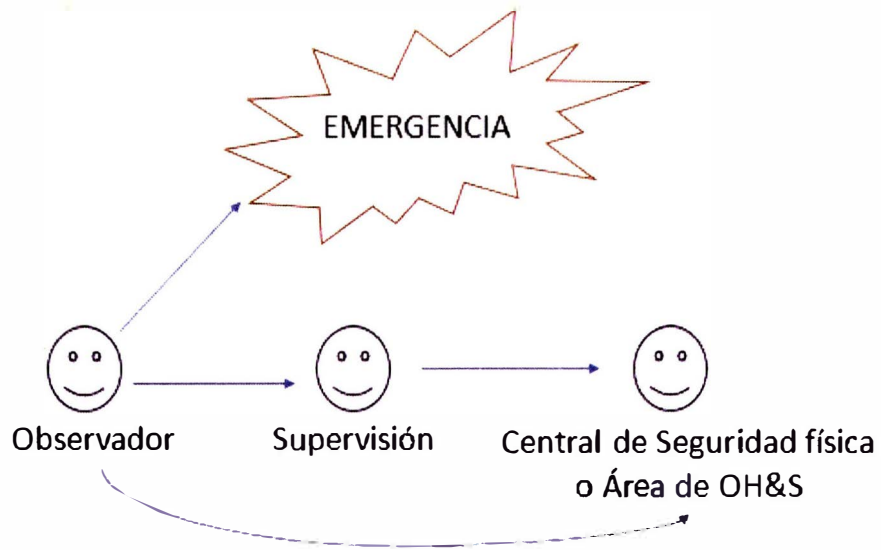 EMERGENCIA
Observador
Supervisión
Central de Seguridad física
o Área de OH&S